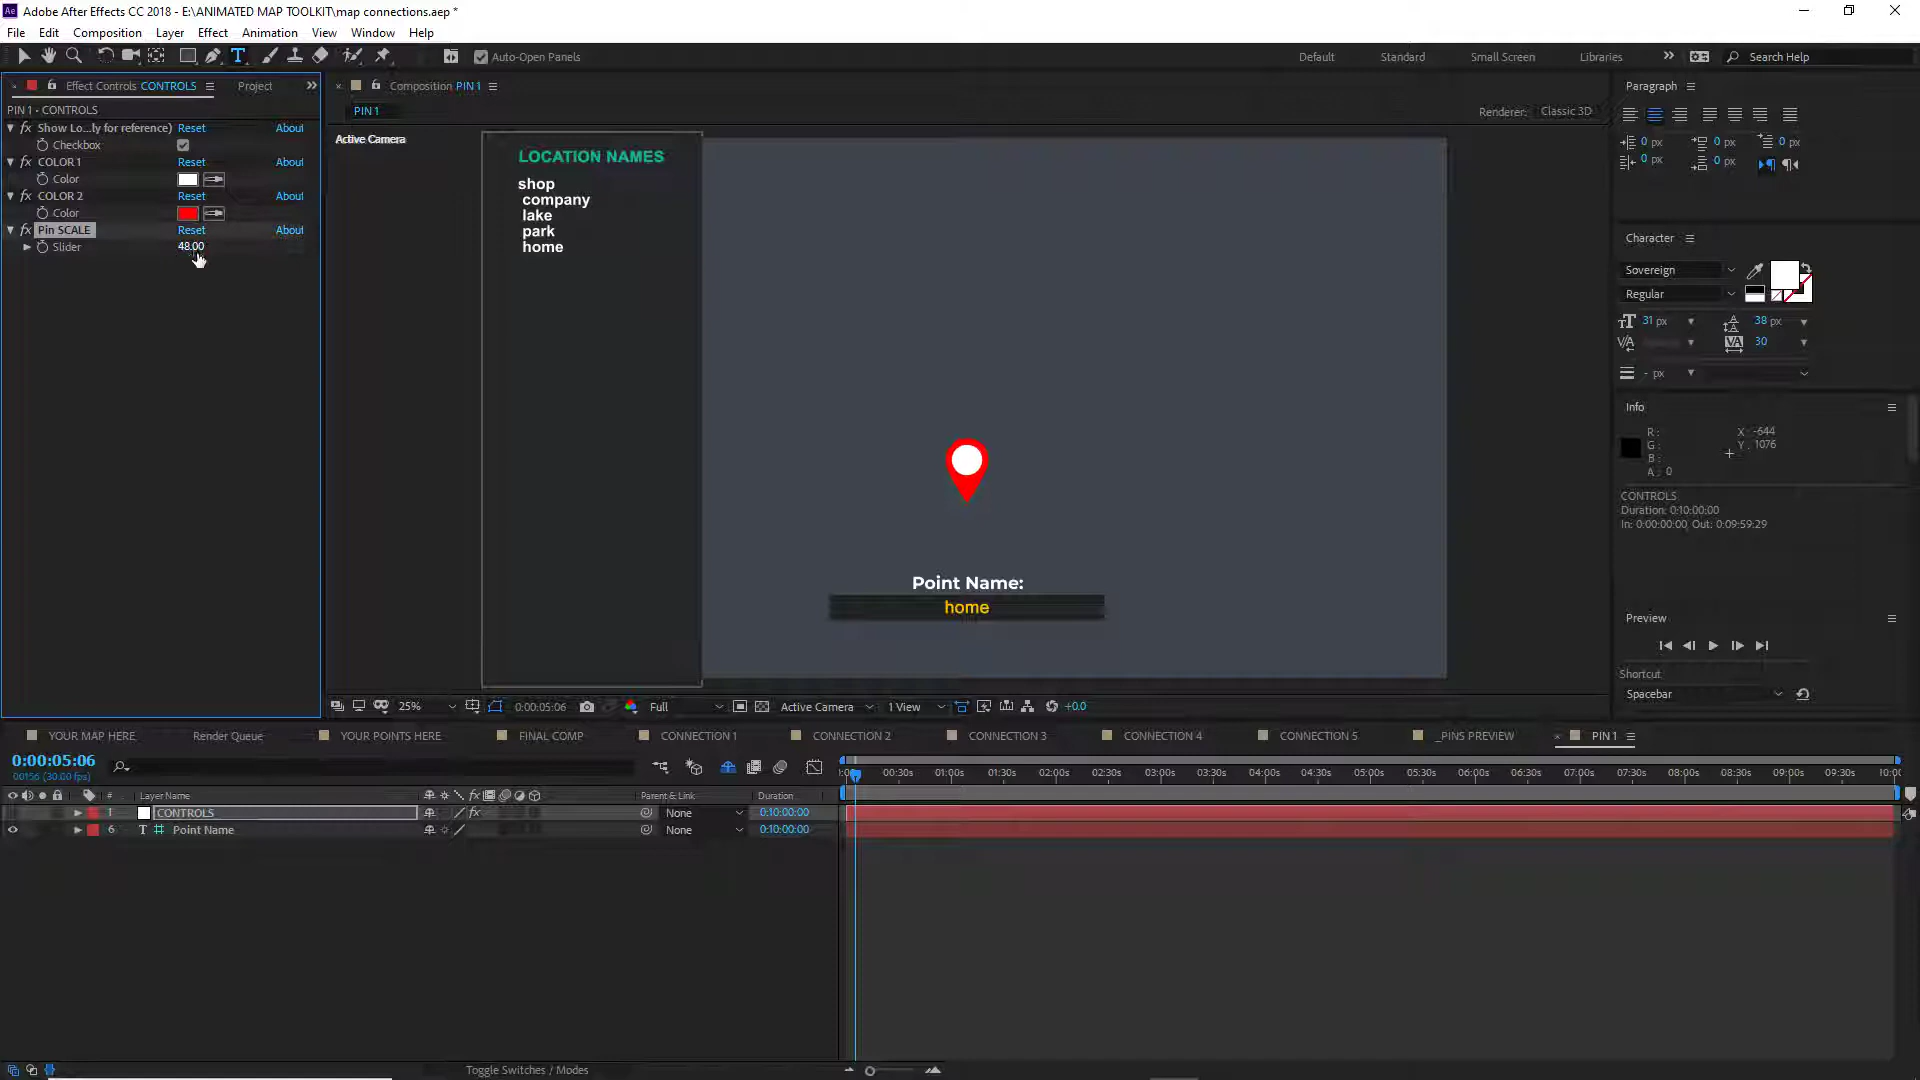 Adobe After Effects CC 2018 - E:\ANIMATED MAP TOOLKIT\map connections.aep *
File Edit Composition Layer Effect Animation View Window Help
Auto-Open Panels
Default Standard Small Screen Libraries Search Help
Effect Controls CONTROLS Project
PIN 1 • CONTROLS
Show Lo...ly for reference) Reset About
Checkbox
COLOR 1 Reset About
Color
COLOR 2 Reset About
Color
Pin SCALE Reset About
Slider 48.00
Composition PIN 1
PIN 1
Renderer: Classic 3D
Active Camera
LOCATION NAMES
shop
company
lake
park
home
Point Name:
home
25% 0:00:05:06 Full Active Camera 1 View +0.0
Paragraph
0 px 0 px 0 px
0 px 0 px
Character
Sovereign
Regular
31 px 38 px
30
- px
Info
R : X : -644
G : Y : 1076
B :
A : 0
CONTROLS
Duration: 0:10:00:00
In: 0:00:00:00, Out: 0:09:59:29
Preview
Shortcut
Spacebar
YOUR MAP HERE Render Queue YOUR POINTS HERE FINAL COMP CONNECTION 1 CONNECTION 2 CONNECTION 3 CONNECTION 4 CONNECTION 5 _PINS PREVIEW PIN 1
0:00:05:06
00156 (30.00 fps)
00:30s 01:00s 01:30s 02:00s 02:30s 03:00s 03:30s 04:00s 04:30s 05:00s 05:30s 06:00s 06:30s 07:00s 07:30s 08:00s 08:30s 09:00s 09:30s 10:00
# Layer Name Parent & Link Duration
1 CONTROLS None 0:10:00:00
6 T Point Name None 0:10:00:00
Toggle Switches / Modes